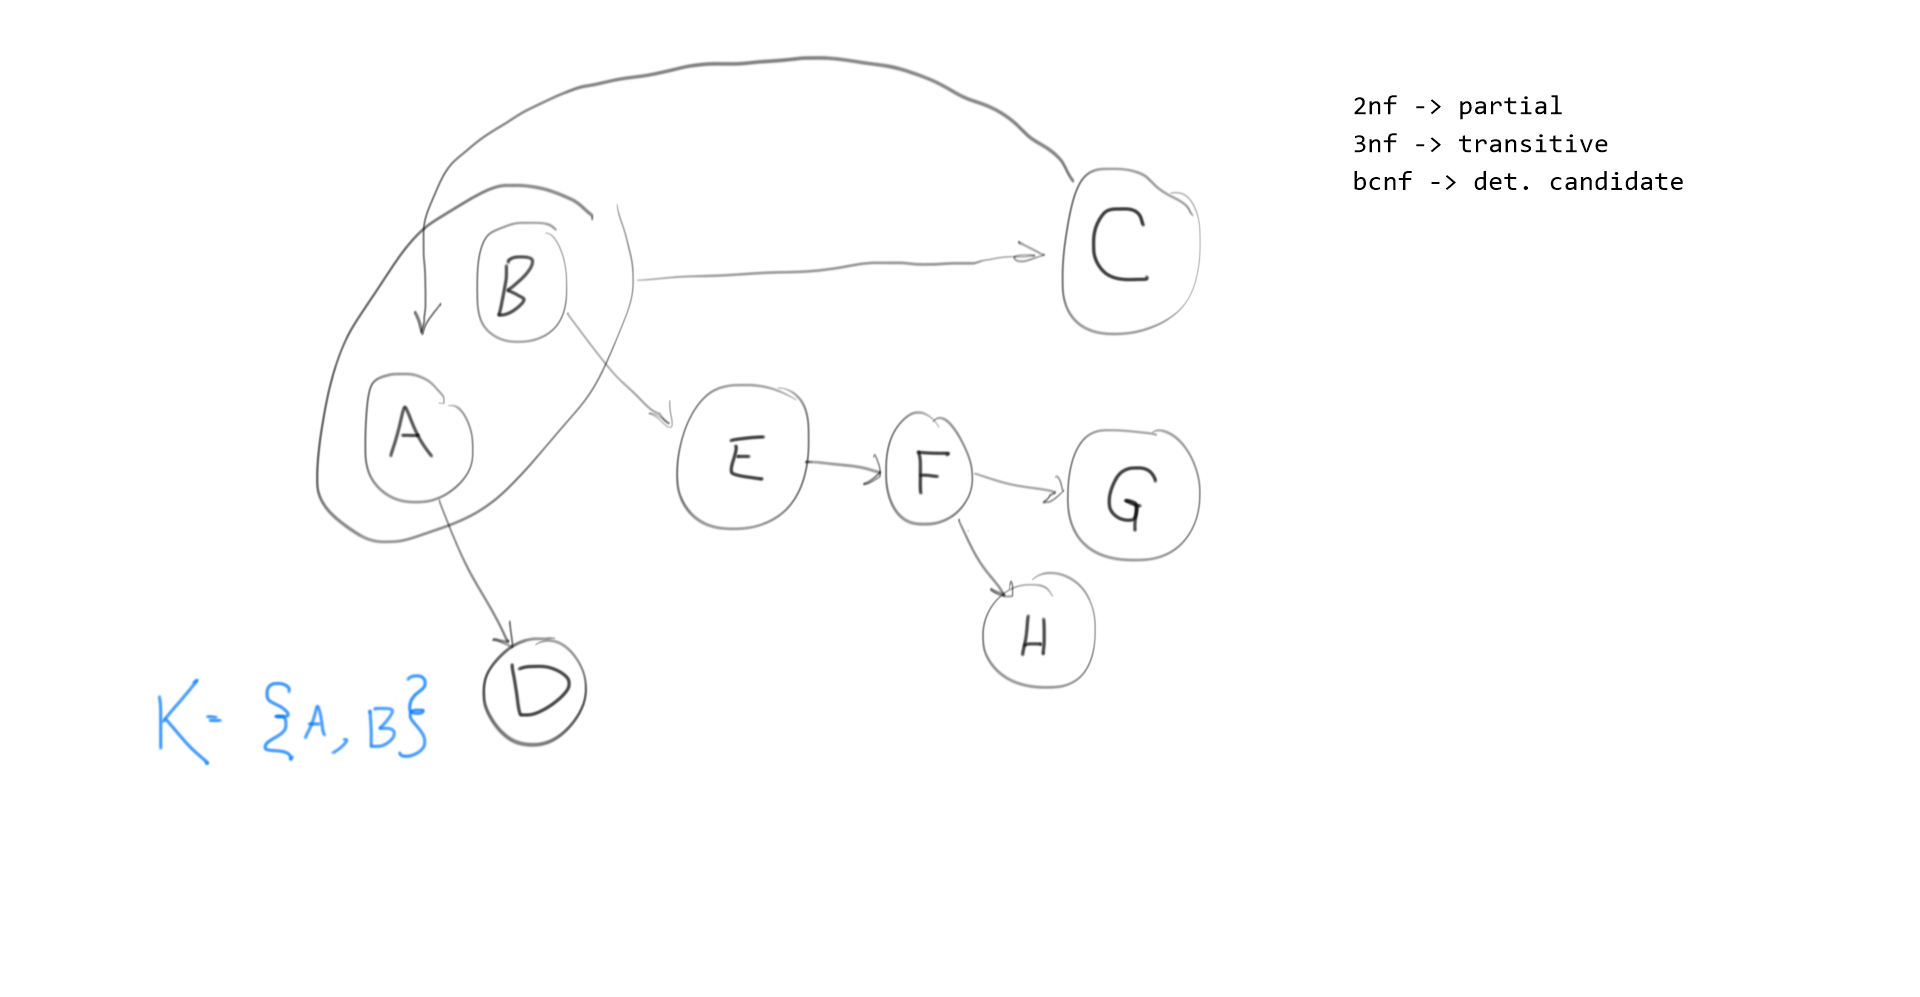 2nf -> partial
3nf -> transitive
bcnf -> det. candidate
C
B
A
E
F
G
H
D
K= {A, B}